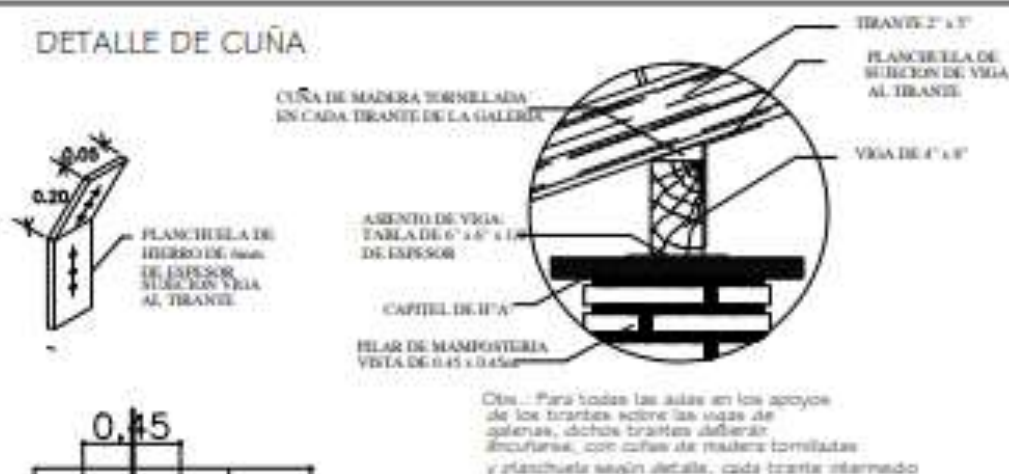 DETALLE DE CUÑA
TIRANTE 2" x 5"
PLANCHUELA DE
SUJECION DE VIGA
AL TIRANTE
CUÑA DE MADERA TORNILLADA
EN CADA TIRANTE DE LA GALERIA
VIGA DE 4" x 8"
0.05
0.20
PLANCHUELA DE
HIERRO DE 6mm.
DE ESPESOR
SUJECION VIGA
AL TIRANTE
ASIENTO DE VIGA:
TABLA DE 6" x 6" x
DE ESPESOR
CAPITEL DE HºAº
PILAR DE MAMPOSTERIA
VISTA DE 0.45 x 0.45
0,45
Obs.: Para todas las aulas en los apoyos
de los tirantes sobre las vigas de
galerias, dichos tirantes deberán
con cuñas de madera tornilladas
y planchuela según detalle, cada tirante intermedio